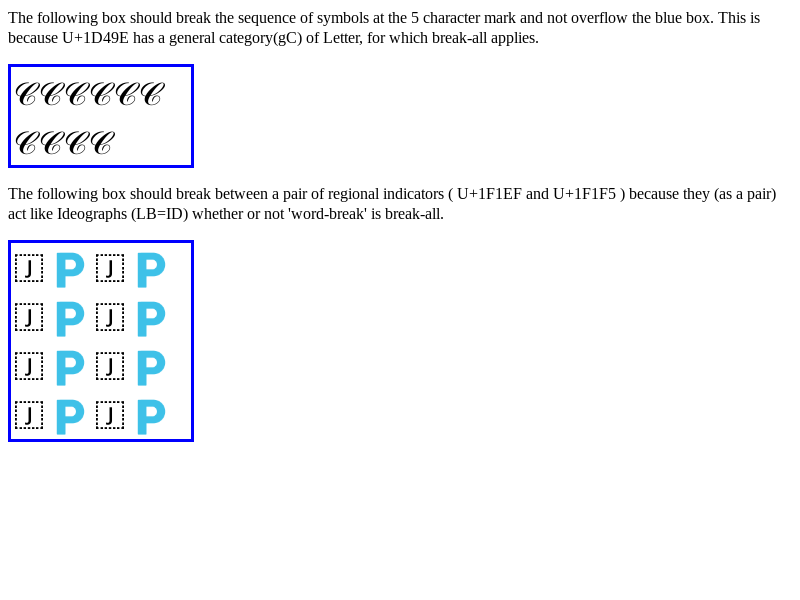 The following box should break the sequence of symbols at the 5 character mark and not overflow the blue box. This is
because U+1D49E has a general category(gC) of Letter, for which break-all applies.
𝒞𝒞𝒞𝒞𝒞𝒞
𝒞𝒞𝒞𝒞
The following box should break between a pair of regional indicators ( U+1F1EF and U+1F1F5 ) because they (as a pair)
act like Ideographs (LB=ID) whether or not 'word-break' is break-all.
🇯🇵🇯🇵
🇯🇵🇯🇵
🇯🇵🇯🇵
🇯🇵🇯🇵